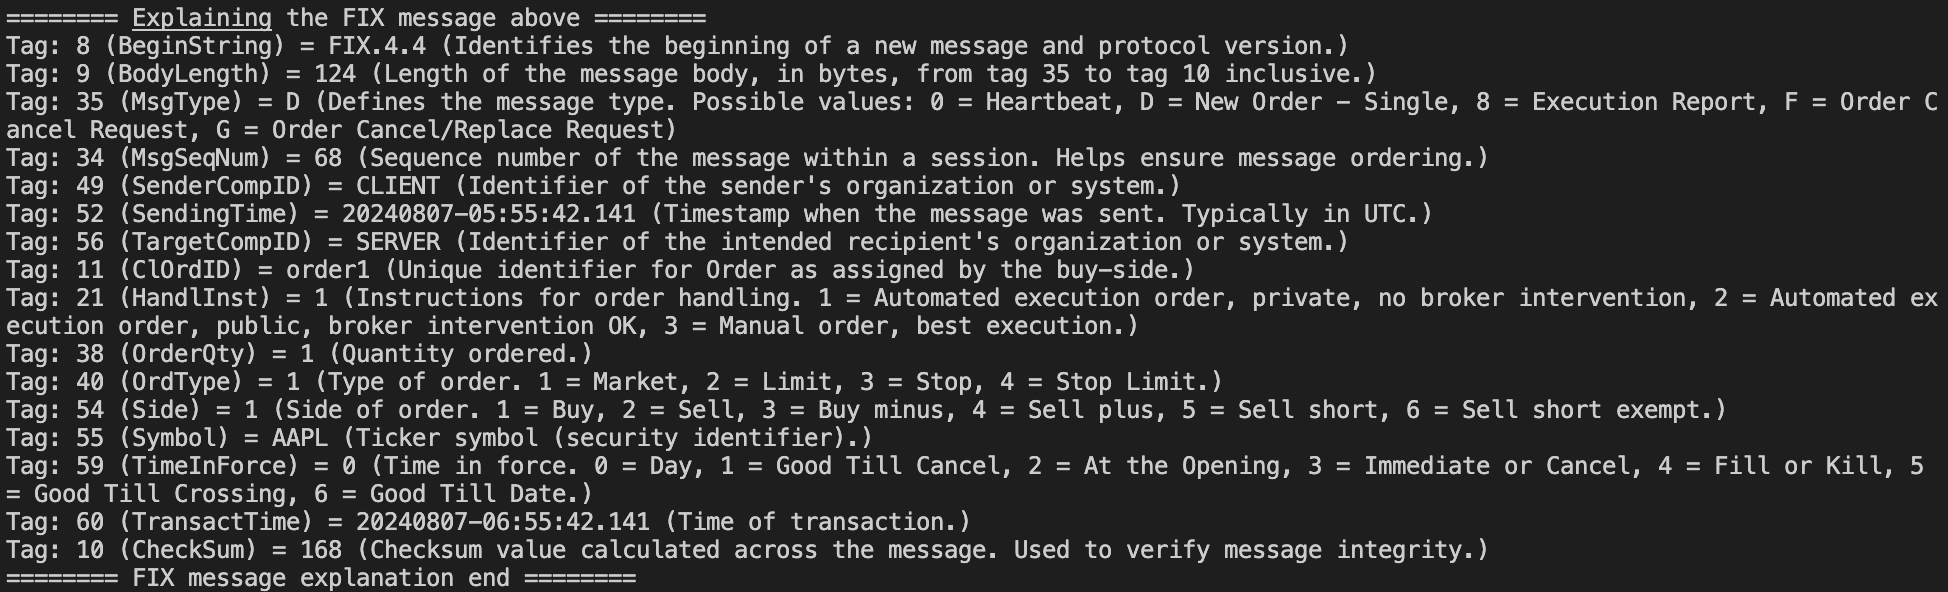 ======== Explaining the FIX message above ========
Tag: 8 (BeginString) = FIX.4.4 (Identifies the beginning of a new message and protocol version.)
Tag: 9 (BodyLength) = 124 (Length of the message body, in bytes, from tag 35 to tag 10 inclusive.)
Tag: 35 (MsgType) = D (Defines the message type. Possible values: 0 = Heartbeat, D = New Order - Single, 8 = Execution Report, F = Order C
ancel Request, G = Order Cancel/Replace Request)
Tag: 34 (MsgSeqNum) = 68 (Sequence number of the message within a session. Helps ensure message ordering.)
Tag: 49 (SenderCompID) = CLIENT (Identifier of the sender's organization or system.)
Tag: 52 (SendingTime) = 20240807-05:55:42.141 (Timestamp when the message was sent. Typically in UTC.)
Tag: 56 (TargetCompID) = SERVER (Identifier of the intended recipient's organization or system.)
Tag: 11 (ClOrdID) = order1 (Unique identifier for Order as assigned by the buy-side.)
Tag: 21 (HandlInst) = 1 (Instructions for order handling. 1 = Automated execution order, private, no broker intervention, 2 = Automated ex
ecution order, public, broker intervention OK, 3 = Manual order, best execution.)
Tag: 38 (OrderQty) = 1 (Quantity ordered.)
Tag: 40 (OrdType) = 1 (Type of order. 1 = Market, 2 = Limit, 3 = Stop, 4 = Stop Limit.)
Tag: 54 (Side) = 1 (Side of order. 1 = Buy, 2 = Sell, 3 = Buy minus, 4 = Sell plus, 5 = Sell short, 6 = Sell short exempt.)
Tag: 55 (Symbol) = AAPL (Ticker symbol (security identifier).)
Tag: 59 (TimeInForce) = 0 (Time in force. 0 = Day, 1 = Good Till Cancel, 2 = At the Opening, 3 = Immediate or Cancel, 4 = Fill or Kill, 5
= Good Till Crossing, 6 = Good Till Date.)
Tag: 60 (TransactTime) = 20240807-06:55:42.141 (Time of transaction.)
Tag: 10 (CheckSum) = 168 (Checksum value calculated across the message. Used to verify message integrity.)
======== FIX message explanation end ========